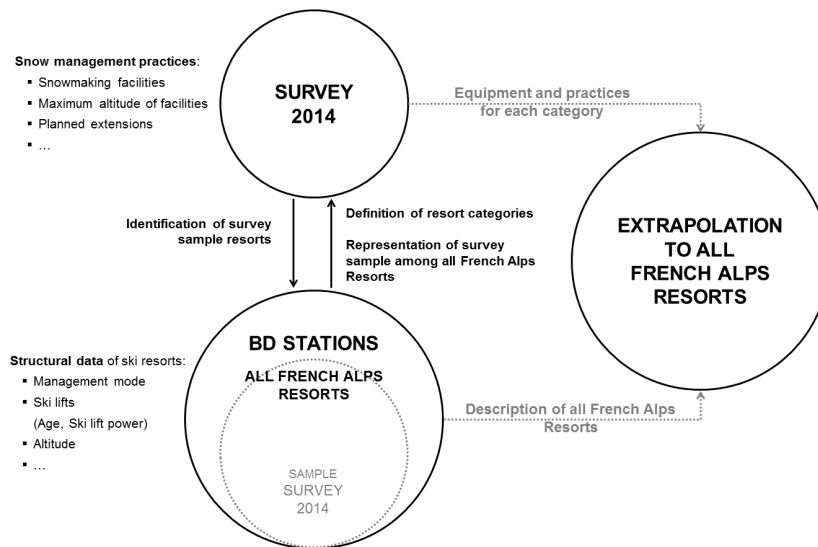 Snow management practices:
▪ Snowmaking facilities
▪ Maximum altitude of facilities
▪ Planned extensions
▪ …
SURVEY
2014
Equipment and practices
for each category
Identification of survey
sample resorts
Definition of resort categories
Representation of survey
sample among all French Alps
Resorts
EXTRAPOLATION
TO ALL
FRENCH ALPS
RESORTS
Structural data of ski resorts:
▪ Management mode
▪ Ski lifts
(Age, Ski lift power)
▪ Altitude
▪ …
BD STATIONS
ALL FRENCH ALPS
RESORTS
SAMPLE
SURVEY
2014
Description of all French Alps
Resorts